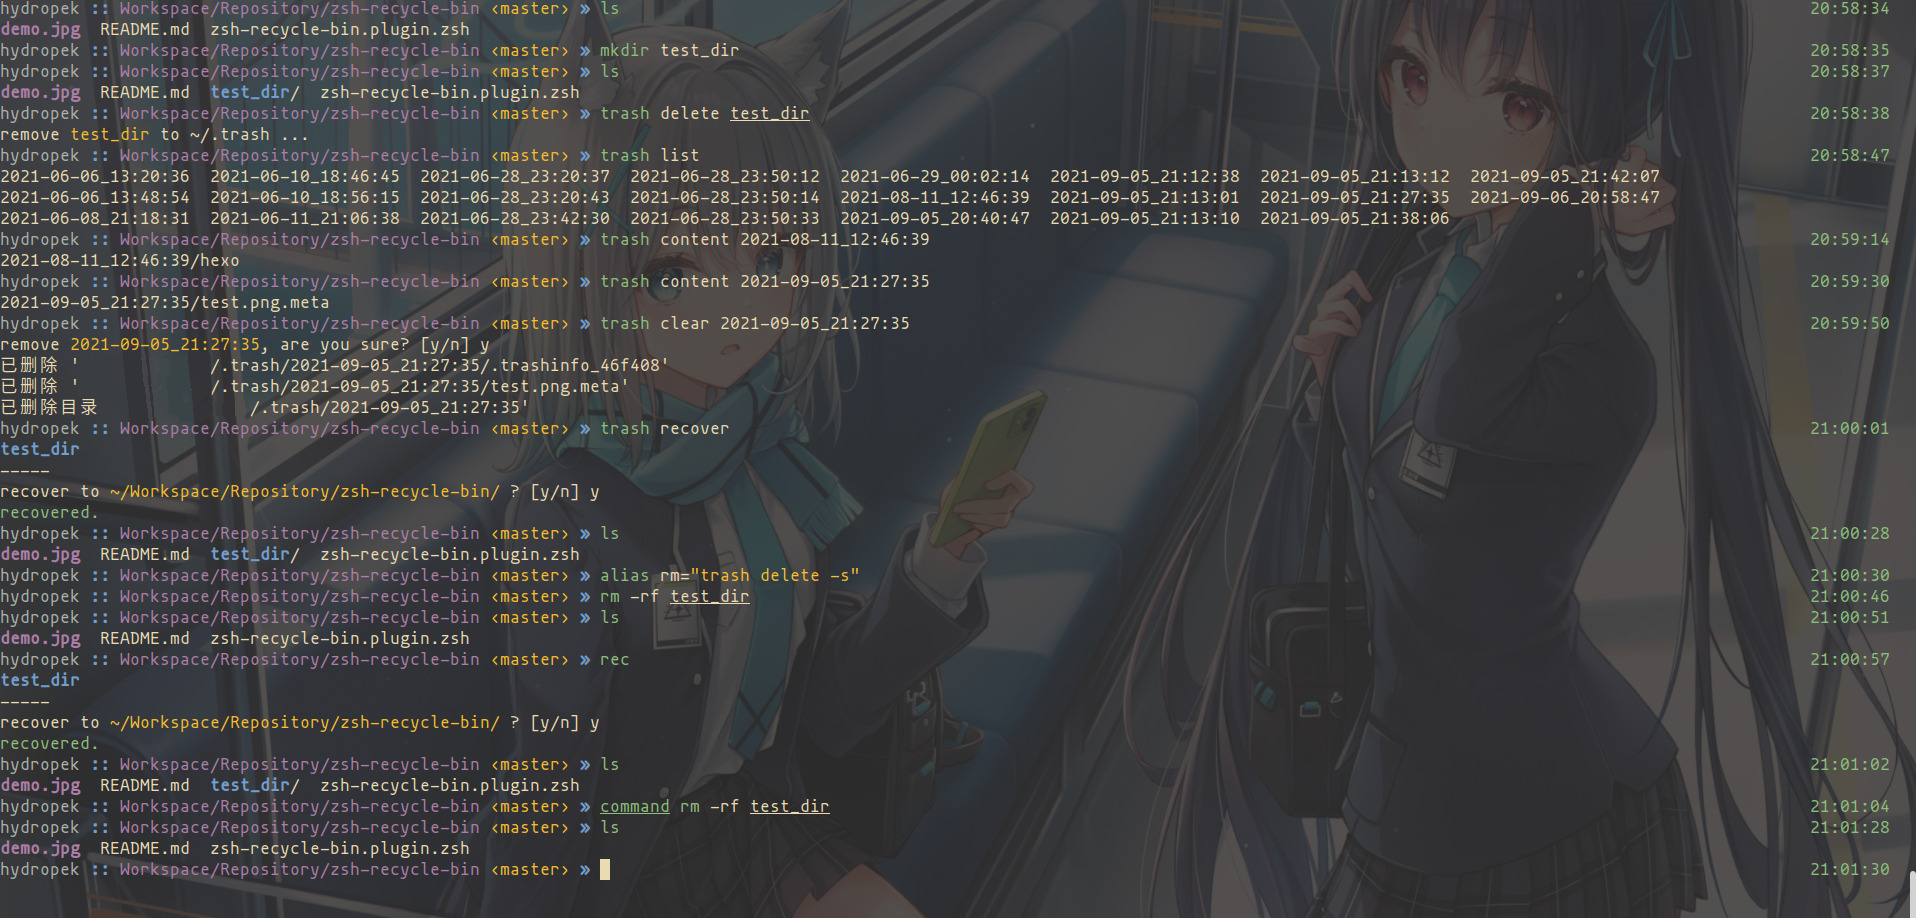 hydropek :: Workspace/Repository/zsh-recycle-bin ‹master› » ls 20:58:34
demo.jpg README.md zsh-recycle-bin.plugin.zsh
hydropek :: Workspace/Repository/zsh-recycle-bin ‹master› » mkdir test_dir 20:58:35
hydropek :: Workspace/Repository/zsh-recycle-bin ‹master› » ls 20:58:37
demo.jpg README.md test_dir/ zsh-recycle-bin.plugin.zsh
hydropek :: Workspace/Repository/zsh-recycle-bin ‹master› » trash delete test_dir 20:58:38
remove test_dir to ~/.trash ...
hydropek :: Workspace/Repository/zsh-recycle-bin ‹master› » trash list 20:58:47
2021-06-06_13:20:36 2021-06-10_18:46:45 2021-06-28_23:20:37 2021-06-28_23:50:12 2021-06-29_00:02:14 2021-09-05_21:12:38 2021-09-05_21:13:12 2021-09-05_21:42:07
2021-06-06_13:48:54 2021-06-10_18:56:15 2021-06-28_23:20:43 2021-06-28_23:50:14 2021-08-11_12:46:39 2021-09-05_21:13:01 2021-09-05_21:27:35 2021-09-06_20:58:47
2021-06-08_21:18:31 2021-06-11_21:06:38 2021-06-28_23:42:30 2021-06-28_23:50:33 2021-09-05_20:40:47 2021-09-05_21:13:10 2021-09-05_21:38:06
hydropek :: Workspace/Repository/zsh-recycle-bin ‹master› » trash content 2021-08-11_12:46:39 20:59:14
2021-08-11_12:46:39/hexo
hydropek :: Workspace/Repository/zsh-recycle-bin ‹master› » trash content 2021-09-05_21:27:35 20:59:30
2021-09-05_21:27:35/test.png.meta
hydropek :: Workspace/Repository/zsh-recycle-bin ‹master› » trash clear 2021-09-05_21:27:35 20:59:50
remove 2021-09-05_21:27:35, are you sure? [y/n] y
已删除 ' /.trash/2021-09-05_21:27:35/.trashinfo_46f408'
已删除 ' /.trash/2021-09-05_21:27:35/test.png.meta'
已删除目录 /.trash/2021-09-05_21:27:35'
hydropek :: Workspace/Repository/zsh-recycle-bin ‹master› » trash recover 21:00:01
test_dir
-----
recover to ~/Workspace/Repository/zsh-recycle-bin/ ? [y/n] y
recovered.
hydropek :: Workspace/Repository/zsh-recycle-bin ‹master› » ls 21:00:28
demo.jpg README.md test_dir/ zsh-recycle-bin.plugin.zsh
hydropek :: Workspace/Repository/zsh-recycle-bin ‹master› » alias rm="trash delete -s" 21:00:30
hydropek :: Workspace/Repository/zsh-recycle-bin ‹master› » rm -rf test_dir 21:00:46
hydropek :: Workspace/Repository/zsh-recycle-bin ‹master› » ls 21:00:51
demo.jpg README.md zsh-recycle-bin.plugin.zsh
hydropek :: Workspace/Repository/zsh-recycle-bin ‹master› » rec 21:00:57
test_dir
-----
recover to ~/Workspace/Repository/zsh-recycle-bin/ ? [y/n] y
recovered.
hydropek :: Workspace/Repository/zsh-recycle-bin ‹master› » ls 21:01:02
demo.jpg README.md test_dir/ zsh-recycle-bin.plugin.zsh
hydropek :: Workspace/Repository/zsh-recycle-bin ‹master› » command rm -rf test_dir 21:01:04
hydropek :: Workspace/Repository/zsh-recycle-bin ‹master› » ls 21:01:28
demo.jpg README.md zsh-recycle-bin.plugin.zsh
hydropek :: Workspace/Repository/zsh-recycle-bin ‹master› » 21:01:30